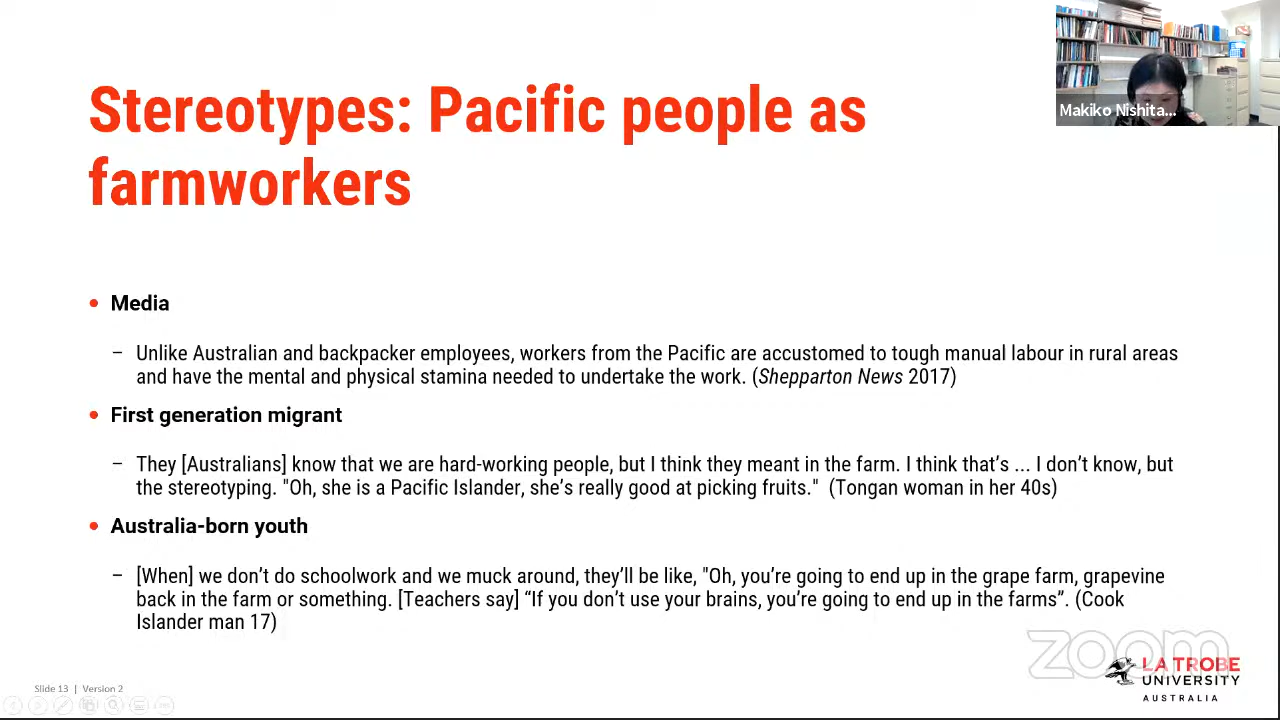 Stereotypes: Pacific people as
farmworkers
Makiko Nishita...
• Media
– Unlike Australian and backpacker employees, workers from the Pacific are accustomed to tough manual labour in rural areas
and have the mental and physical stamina needed to undertake the work. (Shepparton News 2017)
• First generation migrant
– They [Australians] know that we are hard-working people, but I think they meant in the farm. I think that’s ... I don’t know, but
the stereotyping. "Oh, she is a Pacific Islander, she’s really good at picking fruits." (Tongan woman in her 40s)
• Australia-born youth
– [When] we don’t do schoolwork and we muck around, they’ll be like, "Oh, you’re going to end up in the grape farm, grapevine
back in the farm or something. [Teachers say] “If you don’t use your brains, you’re going to end up in the farms”. (Cook
Islander man 17)
zoom
LA TROBE
UNIVERSITY
AUSTRALIA
Slide 13 | Version 2